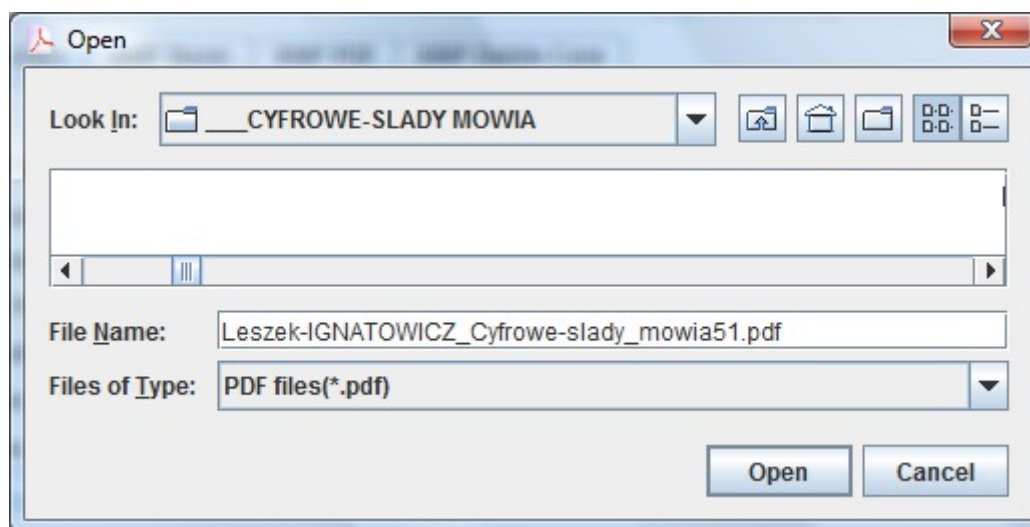 Open
Look In: ___CYFROWE-SLADY MOWIA
File Name: Leszek-IGNATOWICZ_Cyfrowe-slady_mowia51.pdf
Files of Type: PDF files(*.pdf)
Open Cancel